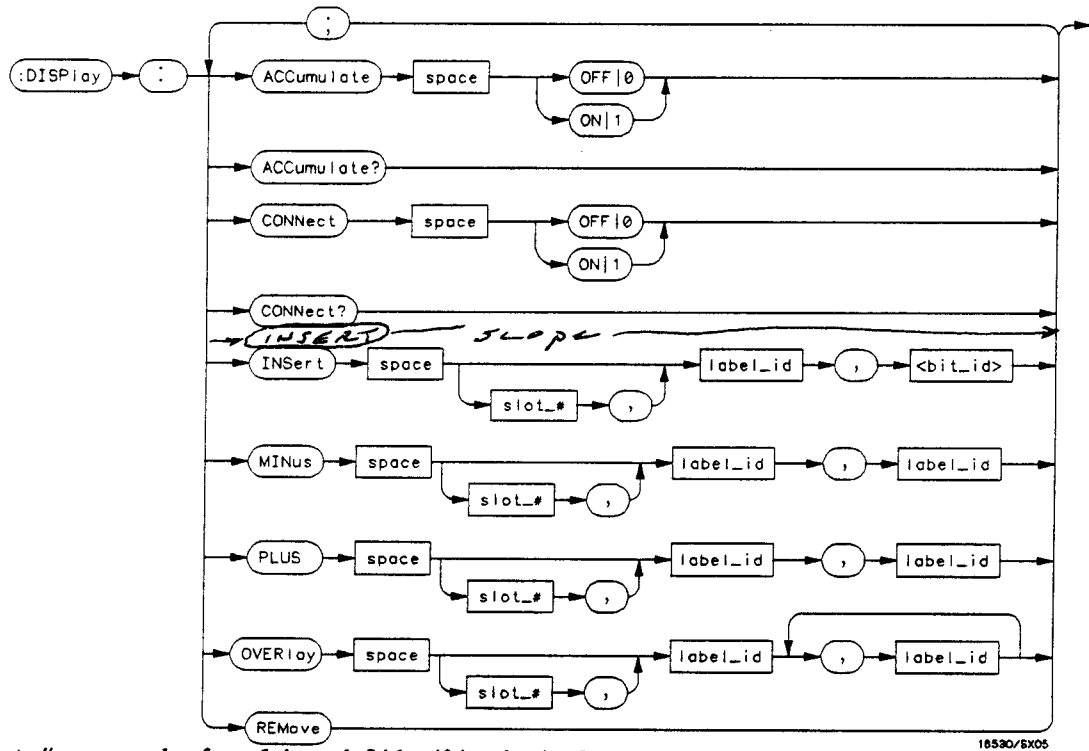 ;
:DISPlay : ACCumulate space OFF|0
ON|1
ACCumulate?
CONNect space OFF|0
ON|1
CONNect?
INSERT scope
INSert space label_id , <bit_id>
slot_# ,
MINus space label_id , label_id
slot_# ,
PLUS space label_id , label_id
slot_# ,
OVERlay space label_id , label_id
slot_# ,
REMove
16530/SX05